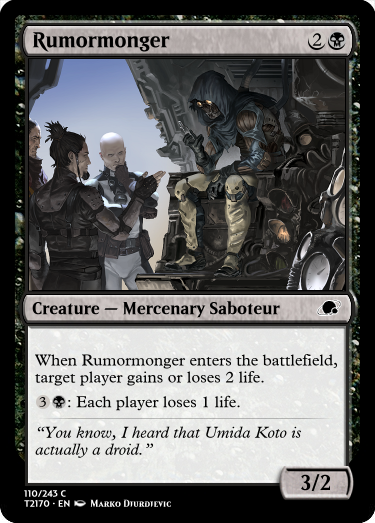 Rumormonger 2
Creature — Mercenary Saboteur
When Rumormonger enters the battlefield,
target player gains or loses 2 life.
3 : Each player loses 1 life.
“You know, I heard that Umida Koto is
actually a droid.”
3/2
110/243 C
T2170 · EN Marko Djurdjevic